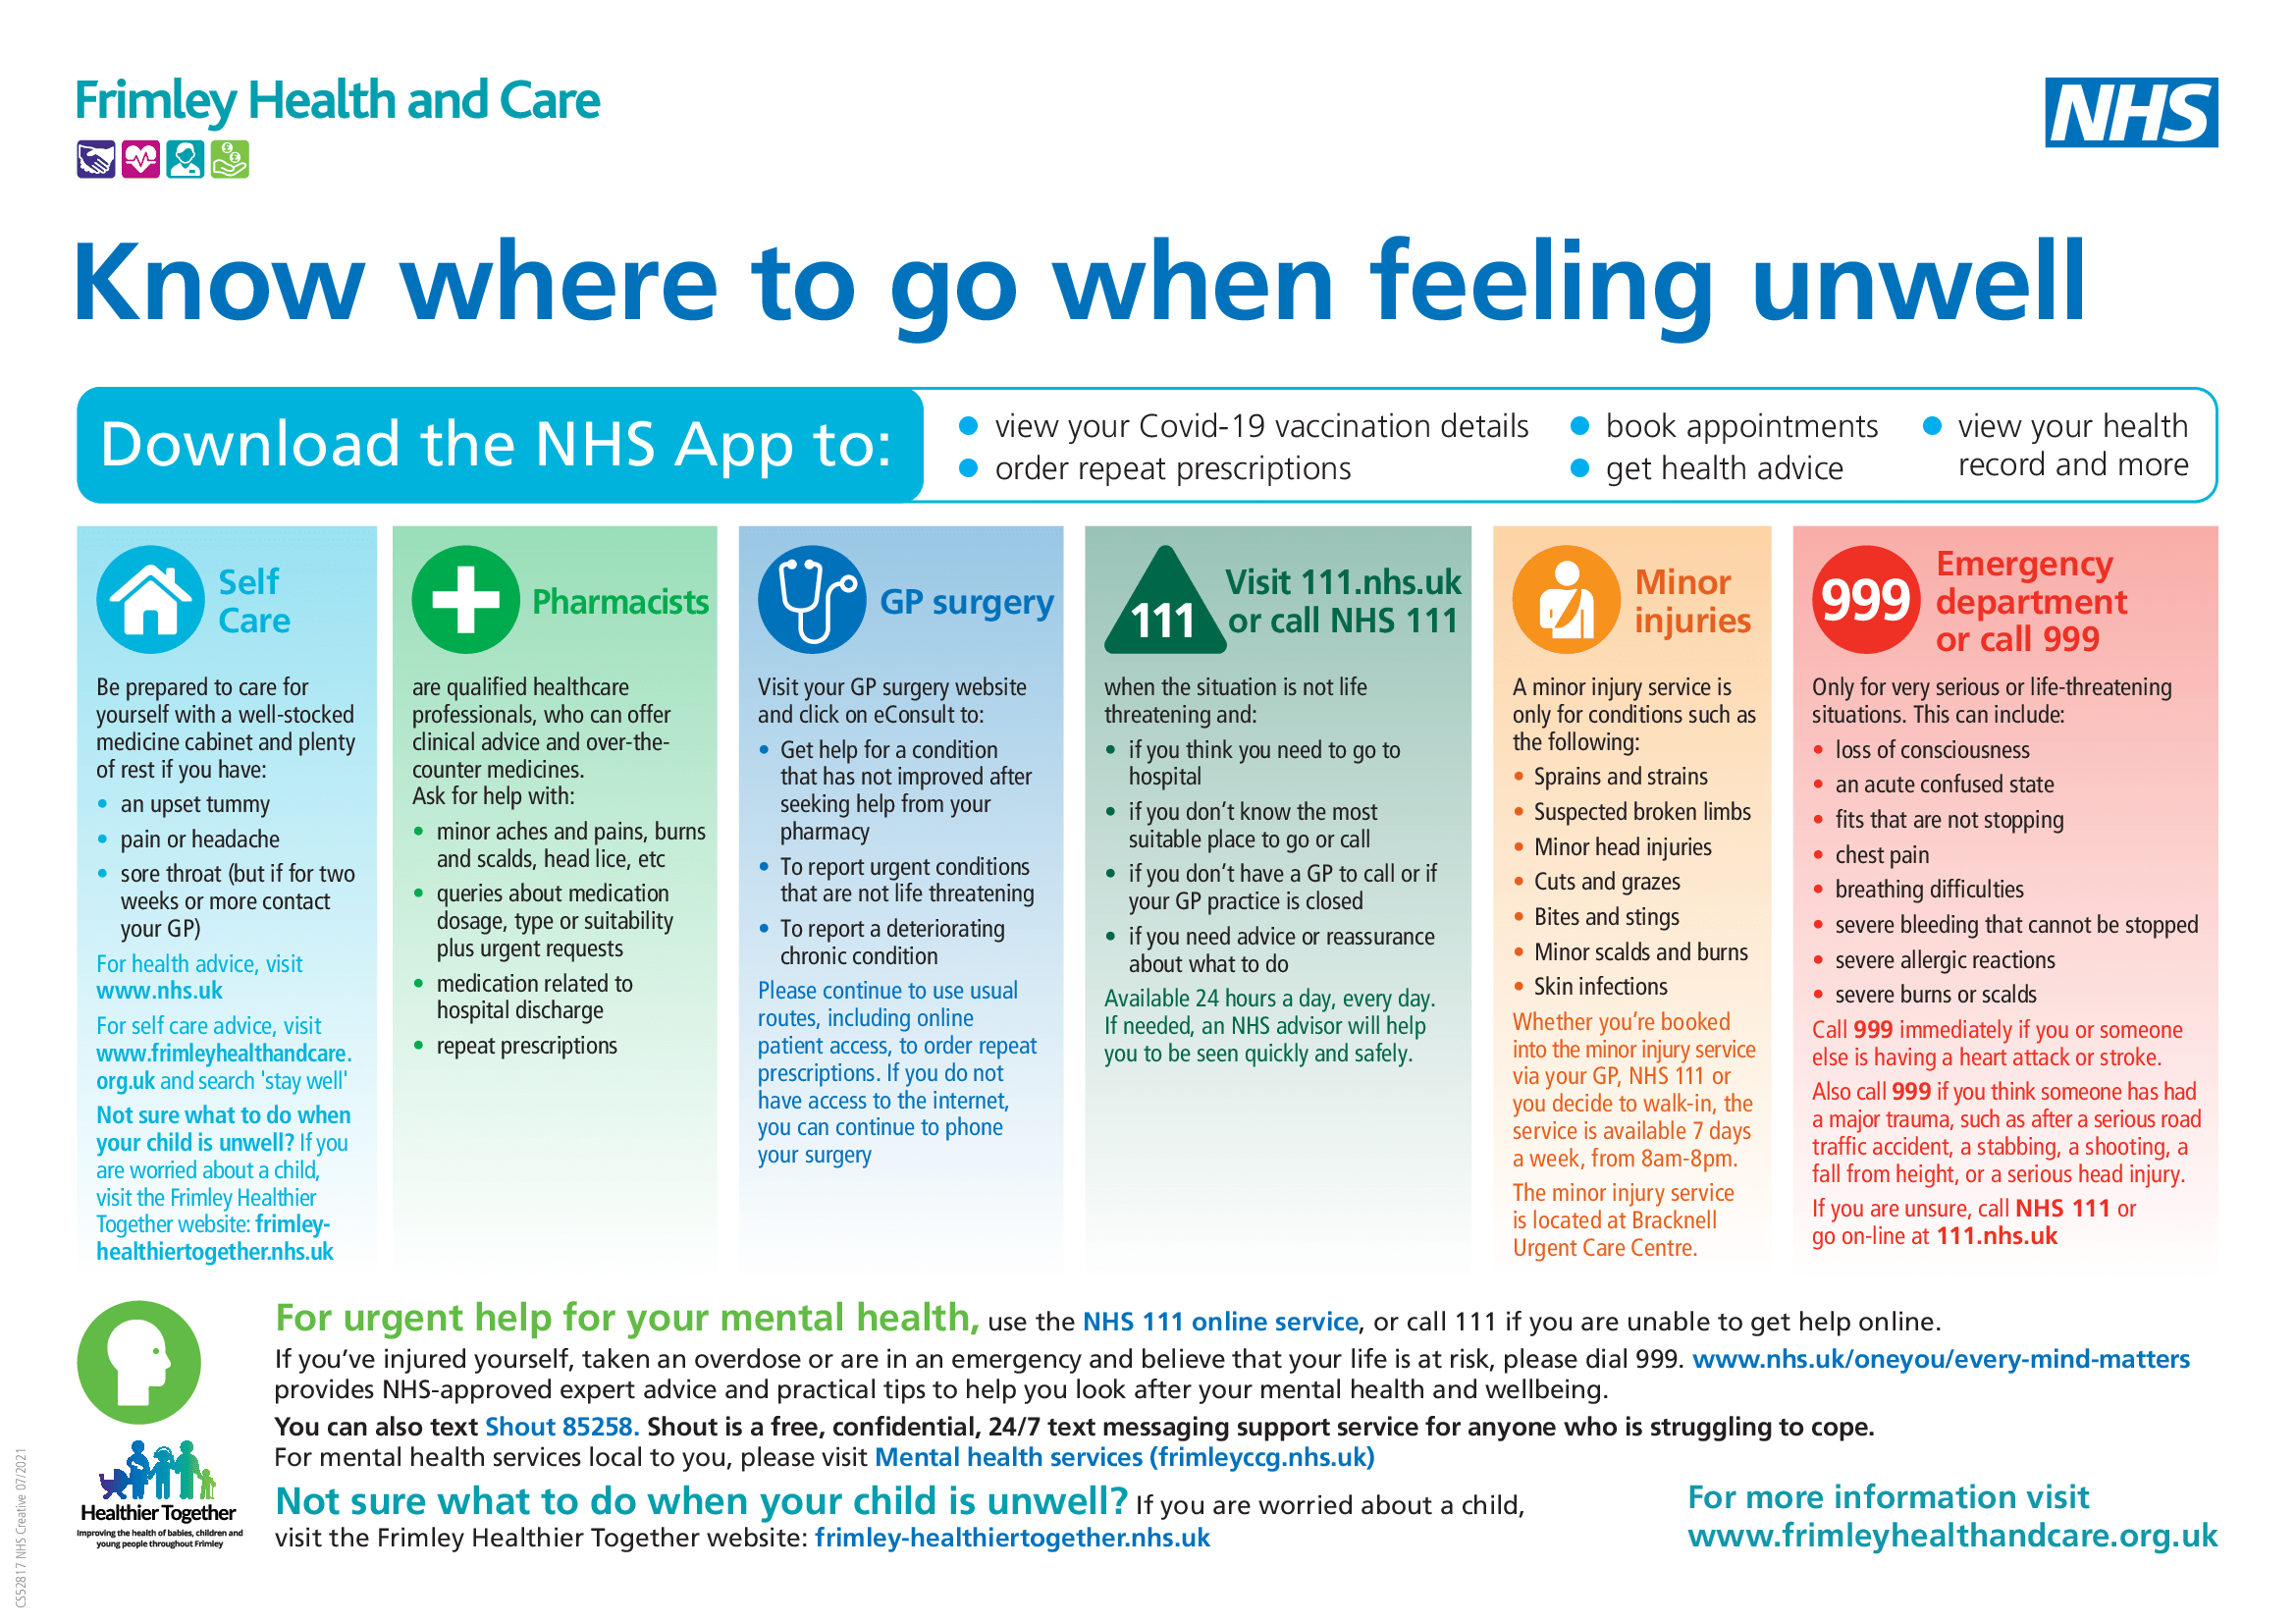 Frimley Health and Care
NHS
Know where to go when feeling unwell
Download the NHS App to:
• view your Covid-19 vaccination details
• order repeat prescriptions
• book appointments
• get health advice
• view your health
record and more
Self
Care
Be prepared to care for
yourself with a well-stocked
medicine cabinet and plenty
of rest if you have:
• an upset tummy
• pain or headache
• sore throat (but if for two
weeks or more contact
your GP)
For health advice, visit
www.nhs.uk
For self care advice, visit
www.frimleyhealthandcare.
org.uk and search 'stay well'
Not sure what to do when
your child is unwell? If you
are worried about a child,
visit the Frimley Healthier
Together website: frimley-
healthiertogether.nhs.uk
Pharmacists
are qualified healthcare
professionals, who can offer
clinical advice and over-the-
counter medicines.
Ask for help with:
• minor aches and pains, burns
and scalds, head lice, etc
• queries about medication
dosage, type or suitability
plus urgent requests
• medication related to
hospital discharge
• repeat prescriptions
GP surgery
Visit your GP surgery website
and click on eConsult to:
• Get help for a condition
that has not improved after
seeking help from your
pharmacy
• To report urgent conditions
that are not life threatening
• To report a deteriorating
chronic condition
Please continue to use usual
routes, including online
patient access, to order repeat
prescriptions. If you do not
have access to the internet,
you can continue to phone
your surgery
111
Visit 111.nhs.uk
or call NHS 111
when the situation is not life
threatening and:
• if you think you need to go to
hospital
• if you don't know the most
suitable place to go or call
• if you don't have a GP to call or if
your GP practice is closed
• if you need advice or reassurance
about what to do
Available 24 hours a day, every day.
If needed, an NHS advisor will help
you to be seen quickly and safely.
Minor
injuries
A minor injury service is
only for conditions such as
the following:
• Sprains and strains
• Suspected broken limbs
• Minor head injuries
• Cuts and grazes
• Bites and stings
• Minor scalds and burns
• Skin infections
Whether you're booked
into the minor injury service
via your GP, NHS 111 or
you decide to walk-in, the
service is available 7 days
a week, from 8am-8pm.
The minor injury service
is located at Bracknell
Urgent Care Centre.
999
Emergency
department
or call 999
Only for very serious or life-threatening
situations. This can include:
• loss of consciousness
• an acute confused state
• fits that are not stopping
• chest pain
• breathing difficulties
• severe bleeding that cannot be stopped
• severe allergic reactions
• severe burns or scalds
Call 999 immediately if you or someone
else is having a heart attack or stroke.
Also call 999 if you think someone has had
a major trauma, such as after a serious road
traffic accident, a stabbing, a shooting, a
fall from height, or a serious head injury.
If you are unsure, call NHS 111 or
go on-line at 111.nhs.uk
For urgent help for your mental health, use the NHS 111 online service, or call 111 if you are unable to get help online.
If you've injured yourself, taken an overdose or are in an emergency and believe that your life is at risk, please dial 999. www.nhs.uk/oneyou/every-mind-matters
provides NHS-approved expert advice and practical tips to help you look after your mental health and wellbeing.
You can also text Shout 85258. Shout is a free, confidential, 24/7 text messaging support service for anyone who is struggling to cope.
For mental health services local to you, please visit Mental health services (frimleyccg.nhs.uk)
Healthier Together
Improving the health of babies, children and
young people throughout Frimley
Not sure what to do when your child is unwell? If you are worried about a child,
visit the Frimley Healthier Together website: frimley-healthiertogether.nhs.uk
For more information visit
www.frimleyhealthandcare.org.uk
CS52817 NHS Creative 07/2021